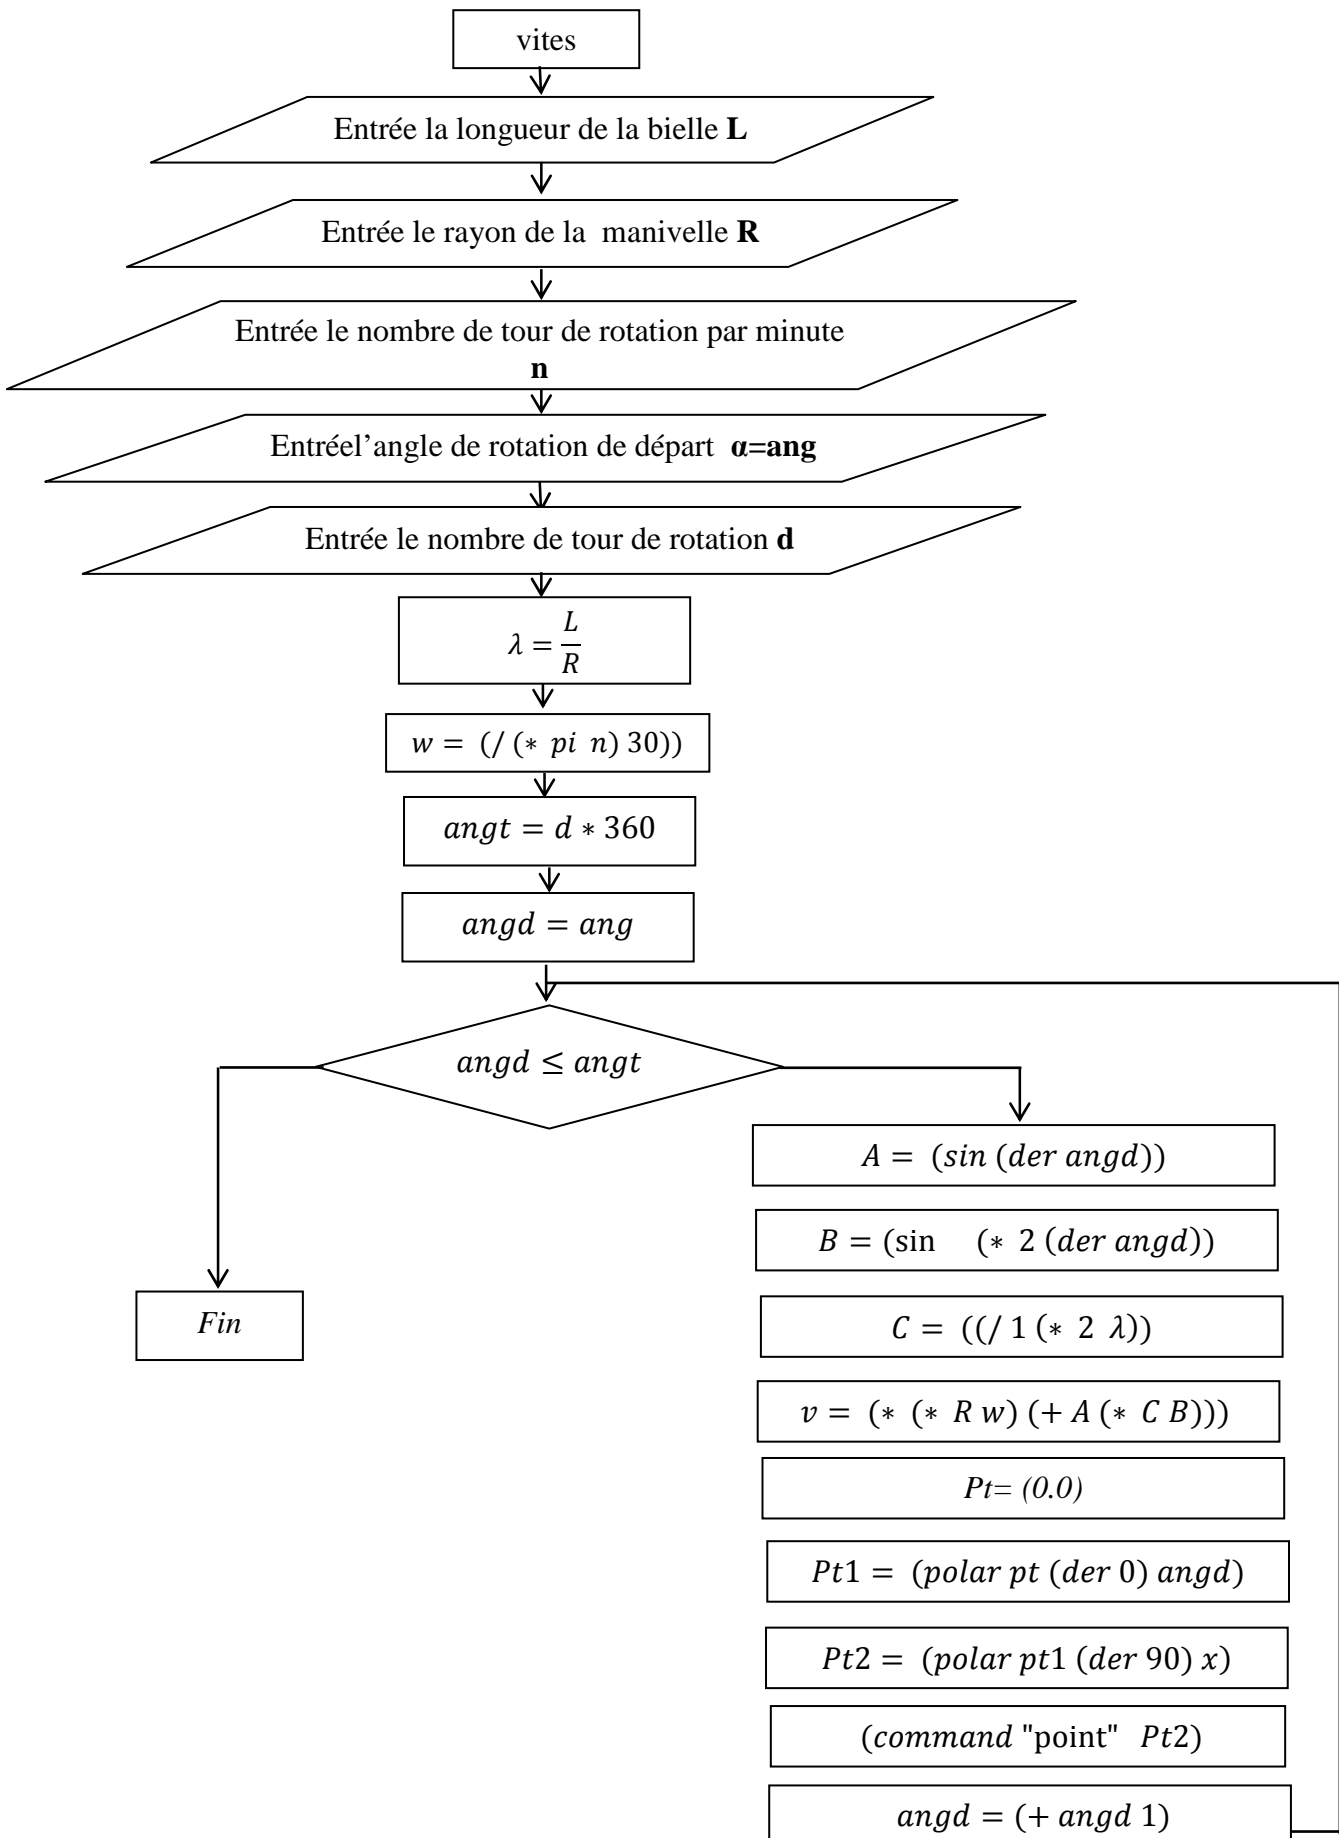 vites
Entrée la longueur de la bielle L
Entrée le rayon de la manivelle R
Entrée le nombre de tour de rotation par minute
n
Entréel'angle de rotation de départ α=ang
Entrée le nombre de tour de rotation d
λ = L/R
w = (/ (* pi n) 30))
angt = d * 360
angd = ang
angd ≤ angt
A = (sin (der angd))
B = (sin (* 2 (der angd))
Fin
C = ((/ 1 (* 2 λ))
v = (* (* R w) (+ A (* C B)))
Pt= (0.0)
Pt1 = (polar pt (der 0) angd)
Pt2 = (polar pt1 (der 90) x)
(command "point" Pt2)
angd = (+ angd 1)